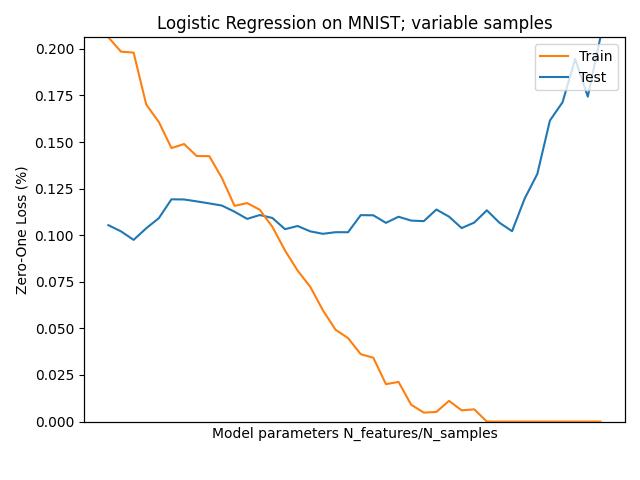 Logistic Regression on MNIST; variable samples
Train
Test
Zero-One Loss (%)
0.200
0.175
0.150
0.125
0.100
0.075
0.050
0.025
0.000
Model parameters N_features/N_samples